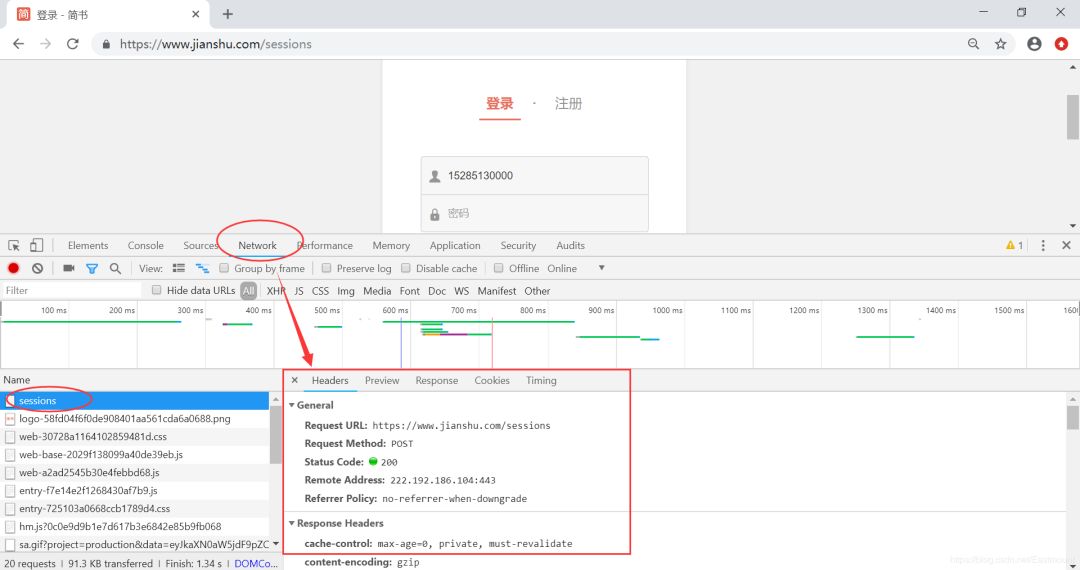 登录 - 简书
https://www.jianshu.com/sessions
登录 · 注册
15285130000
密码
Elements Console Sources Network Performance Memory Application Security Audits 1
View: Group by frame Preserve log Disable cache Offline Online
Filter Hide data URLs All XHR JS CSS Img Media Font Doc WS Manifest Other
100 ms 200 ms 300 ms 400 ms 500 ms 600 ms 700 ms 800 ms 900 ms 1000 ms 1100 ms 1200 ms 1300 ms 1400 ms 1500 ms 160
Name
sessions
logo-58fd04f6f0de908401aa561cda6a0688.png
web-30728a1164102859481d.css
web-base-2029f138099a40de39eb.js
web-a2ad2545b30e4febbd68.js
entry-f7e14e2f1268430af7b9.js
entry-725103a0668ccb1789d4.css
hm.js?0c0e9d9b1e7d617b3e6842e85b9fb068
sa.gif?project=production&data=eyJkaXN0aW5jdF9pZC
20 requests | 91.3 KB transferred | Finish: 1.34 s | DOMCo...
Headers Preview Response Cookies Timing
General
Request URL: https://www.jianshu.com/sessions
Request Method: POST
Status Code: 200
Remote Address: 222.192.186.104:443
Referrer Policy: no-referrer-when-downgrade
Response Headers
cache-control: max-age=0, private, must-revalidate
content-encoding: gzip
https://blog.csdn.net/Eastmount